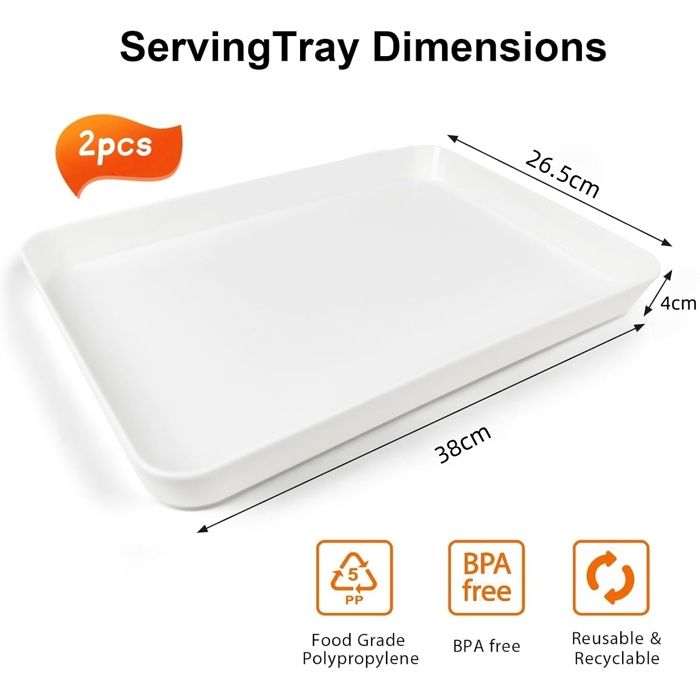 ServingTray Dimensions
2pcs
26.5cm
4cm
38cm
5
PP
BPA
free
Food Grade
Polypropylene
BPA free
Reusable &
Recyclable